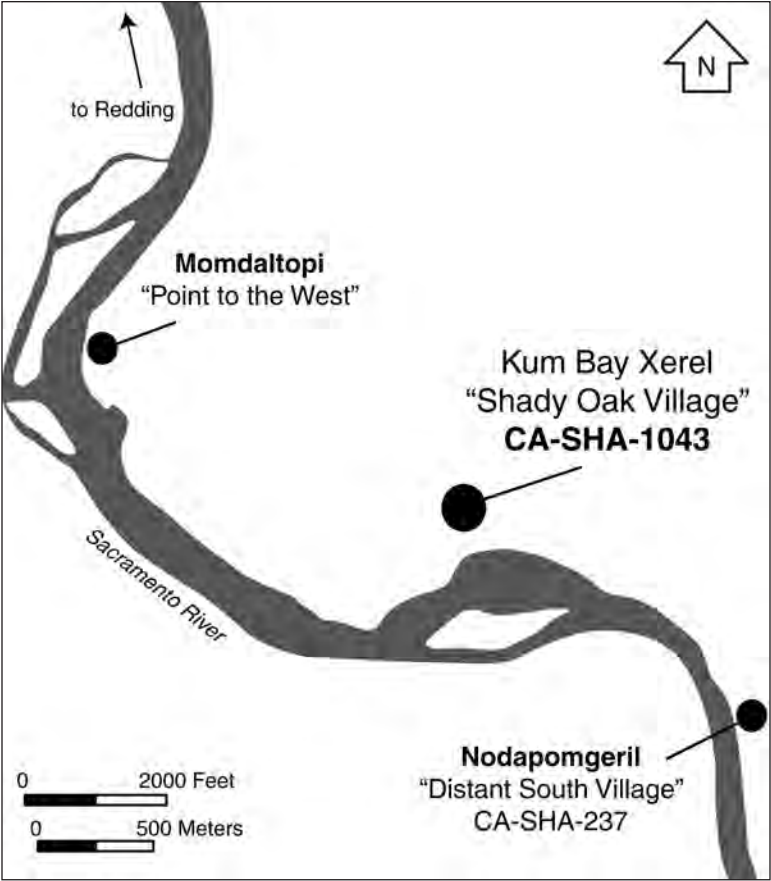 to Redding
N
Momdaltopi
“Point to the West”
Kum Bay Xerel
“Shady Oak Village”
CA-SHA-1043
Sacramento River
Nodapomgeril
“Distant South Village”
CA-SHA-237
0 2000 Feet
0 500 Meters